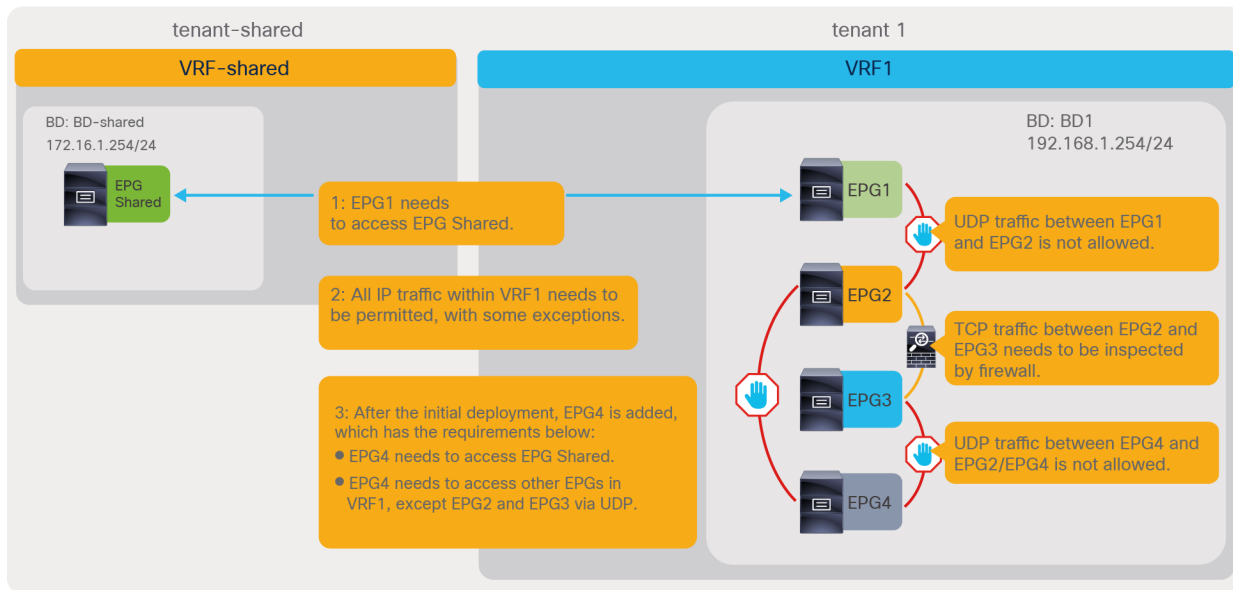 tenant-shared
tenant 1
VRF-shared
VRF1
BD: BD-shared
172.16.1.254/24
EPG
Shared
BD: BD1
192.168.1.254/24
1: EPG1 needs
to access EPG Shared.
EPG1
UDP traffic between EPG1
and EPG2 is not allowed.
2: All IP traffic within VRF1 needs to
be permitted, with some exceptions.
EPG2
TCP traffic between EPG2 and
EPG3 needs to be inspected
by firewall.
EPG3
3: After the initial deployment, EPG4 is added,
which has the requirements below:
● EPG4 needs to access EPG Shared.
● EPG4 needs to access other EPGs in
VRF1, except EPG2 and EPG3 via UDP.
UDP traffic between EPG4 and
EPG2/EPG4 is not allowed.
EPG4